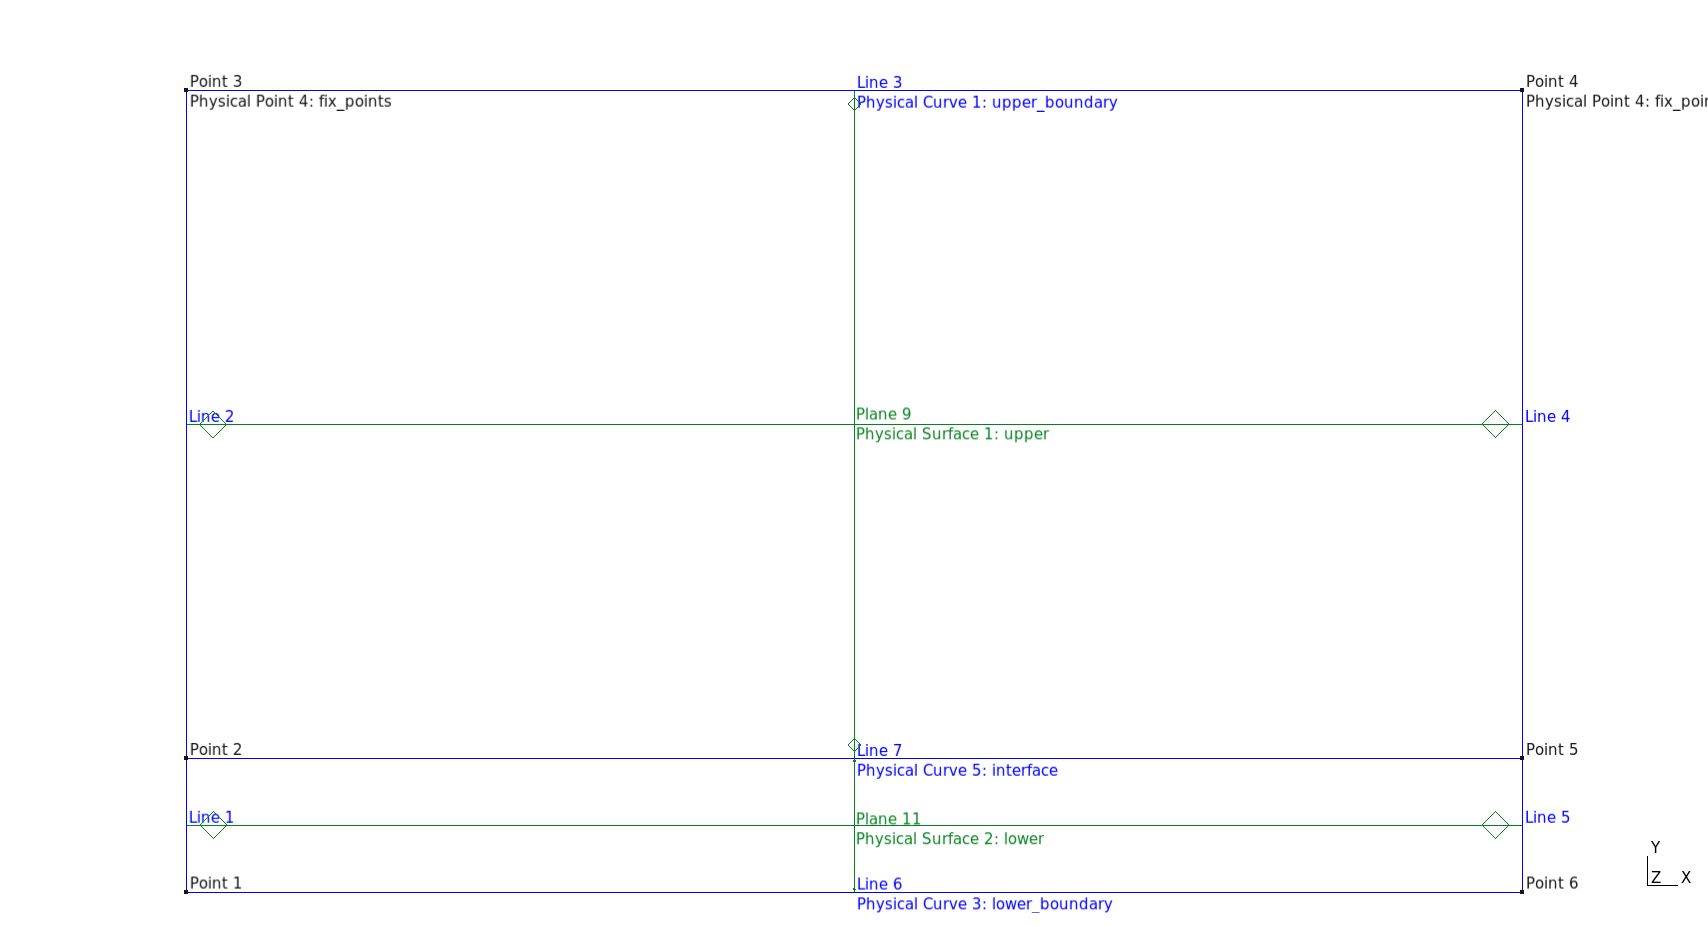 Point 3
Line 3
Point 4
Physical Point 4: fix_points
Physical Curve 1: upper_boundary
Physical Point 4: fix_poin
Line 2
Plane 9
Line 4
Physical Surface 1: upper
Point 2
Line 7
Point 5
Physical Curve 5: interface
Line 1
Plane 11
Line 5
Physical Surface 2: lower
Y
Z X
Point 1
Line 6
Point 6
Physical Curve 3: lower_boundary